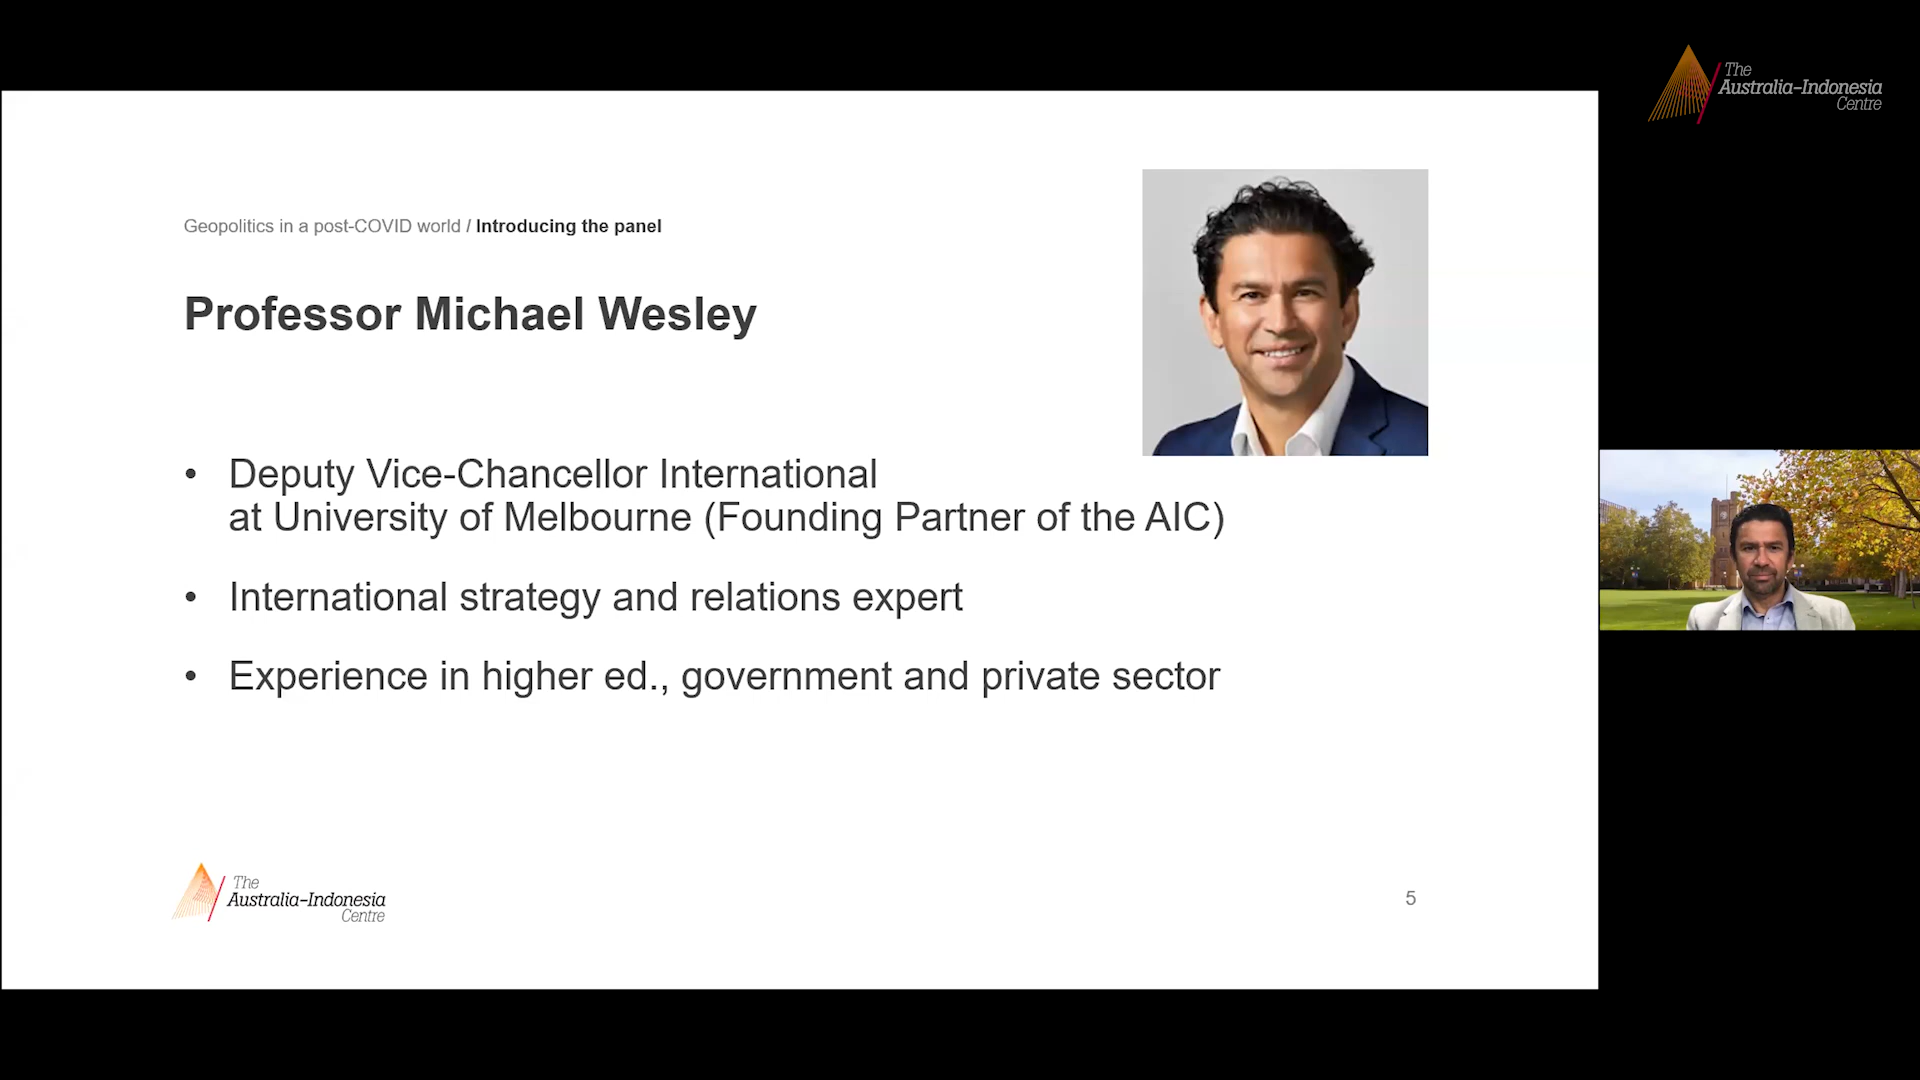 The
Australia-Indonesia
Centre
Geopolitics in a post-COVID world / Introducing the panel
Professor Michael Wesley
• Deputy Vice-Chancellor International
at University of Melbourne (Founding Partner of the AIC)
• International strategy and relations expert
• Experience in higher ed., government and private sector
The
Australia-Indonesia
Centre
5